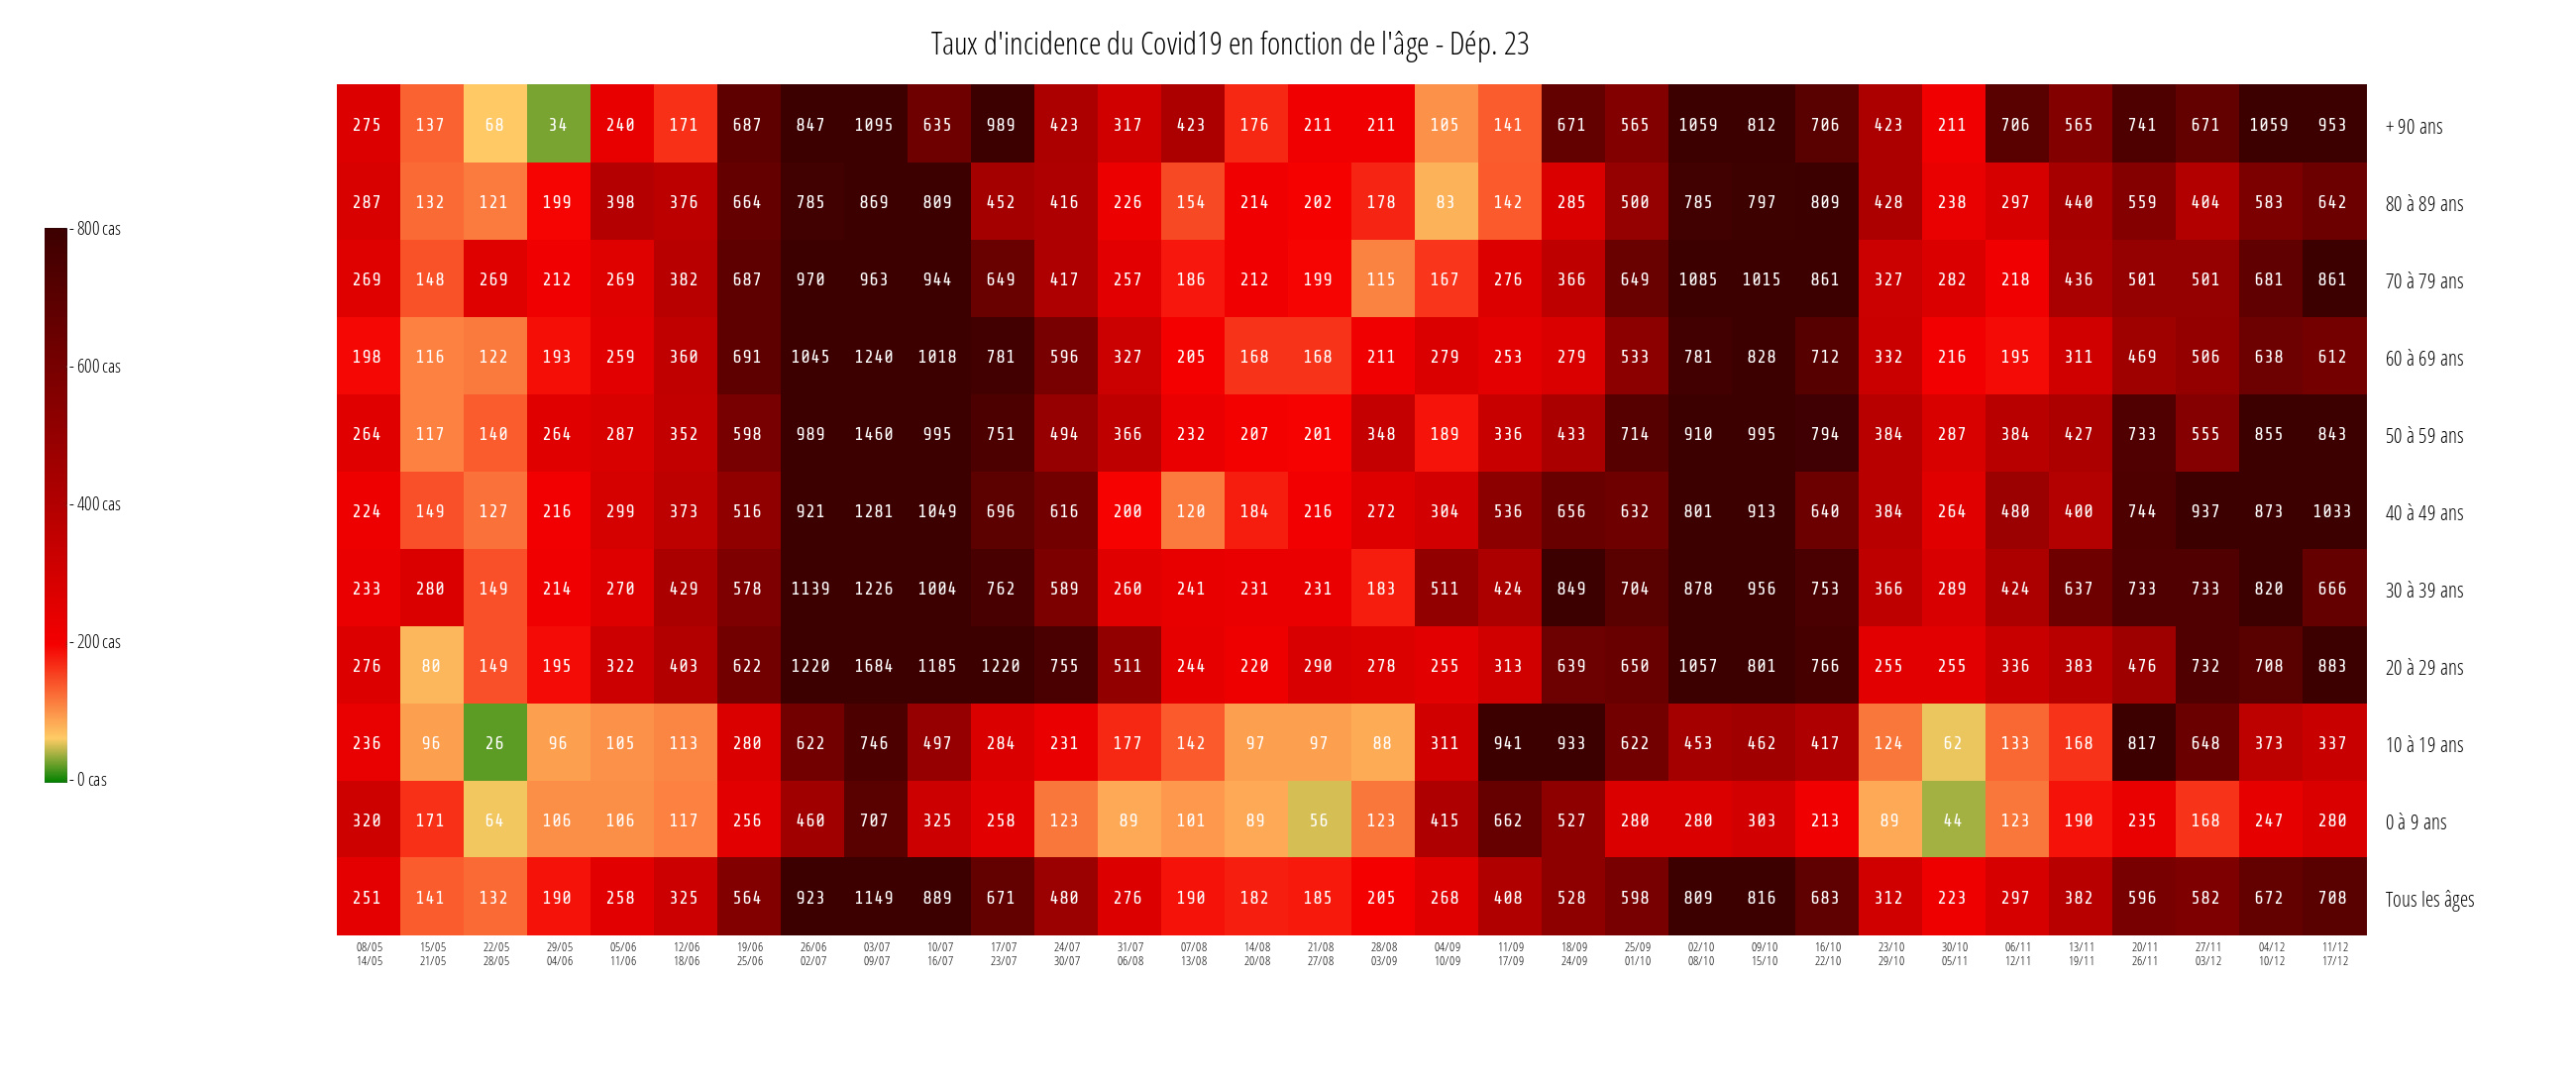 Taux d'incidence du Covid19 en fonction de l'âge - Dép. 23
275 137 68 34 240 171 687 847 1095 635 989 423 317 423 176 211 211 105 141 671 565 1059 812 706 423 211 706 565 741 671 1059 953 + 90 ans
287 132 121 199 398 376 664 785 869 809 452 416 226 154 214 202 178 83 142 285 500 785 797 809 428 238 297 440 559 404 583 642 80 à 89 ans
- 800 cas
269 148 269 212 269 382 687 970 963 944 649 417 257 186 212 199 115 167 276 366 649 1085 1015 861 327 282 218 436 501 501 681 861 70 à 79 ans
198 116 122 193 259 360 691 1045 1240 1018 781 596 327 205 168 168 211 279 253 279 533 781 828 712 332 216 195 311 469 506 638 612 60 à 69 ans
- 600 cas
264 117 140 264 287 352 598 989 1460 995 751 494 366 232 207 201 348 189 336 433 714 910 995 794 384 287 384 427 733 555 855 843 50 à 59 ans
- 400 cas
224 149 127 216 299 373 516 921 1281 1049 696 616 200 120 184 216 272 304 536 656 632 801 913 640 384 264 480 400 744 937 873 1033 40 à 49 ans
233 280 149 214 270 429 578 1139 1226 1004 762 589 260 241 231 231 183 511 424 849 704 878 956 753 366 289 424 637 733 733 820 666 30 à 39 ans
- 200 cas
276 80 149 195 322 403 622 1220 1684 1185 1220 755 511 244 220 290 278 255 313 639 650 1057 801 766 255 255 336 383 476 732 708 883 20 à 29 ans
236 96 26 96 105 113 280 622 746 497 284 231 177 142 97 97 88 311 941 933 622 453 462 417 124 62 133 168 817 648 373 337 10 à 19 ans
- 0 cas
320 171 64 106 106 117 256 460 707 325 258 123 89 101 89 56 123 415 662 527 280 280 303 213 89 44 123 190 235 168 247 280 0 à 9 ans
251 141 132 190 258 325 564 923 1149 889 671 480 276 190 182 185 205 268 408 528 598 809 816 683 312 223 297 382 596 582 672 708 Tous les âges
08/05 15/05 22/05 29/05 05/06 12/06 19/06 26/06 03/07 10/07 17/07 24/07 31/07 07/08 14/08 21/08 28/08 04/09 11/09 18/09 25/09 02/10 09/10 16/10 23/10 30/10 06/11 13/11 20/11 27/11 04/12 11/12
14/05 21/05 28/05 04/06 11/06 18/06 25/06 02/07 09/07 16/07 23/07 30/07 06/08 13/08 20/08 27/08 03/09 10/09 17/09 24/09 01/10 08/10 15/10 22/10 29/10 05/11 12/11 19/11 26/11 03/12 10/12 17/12